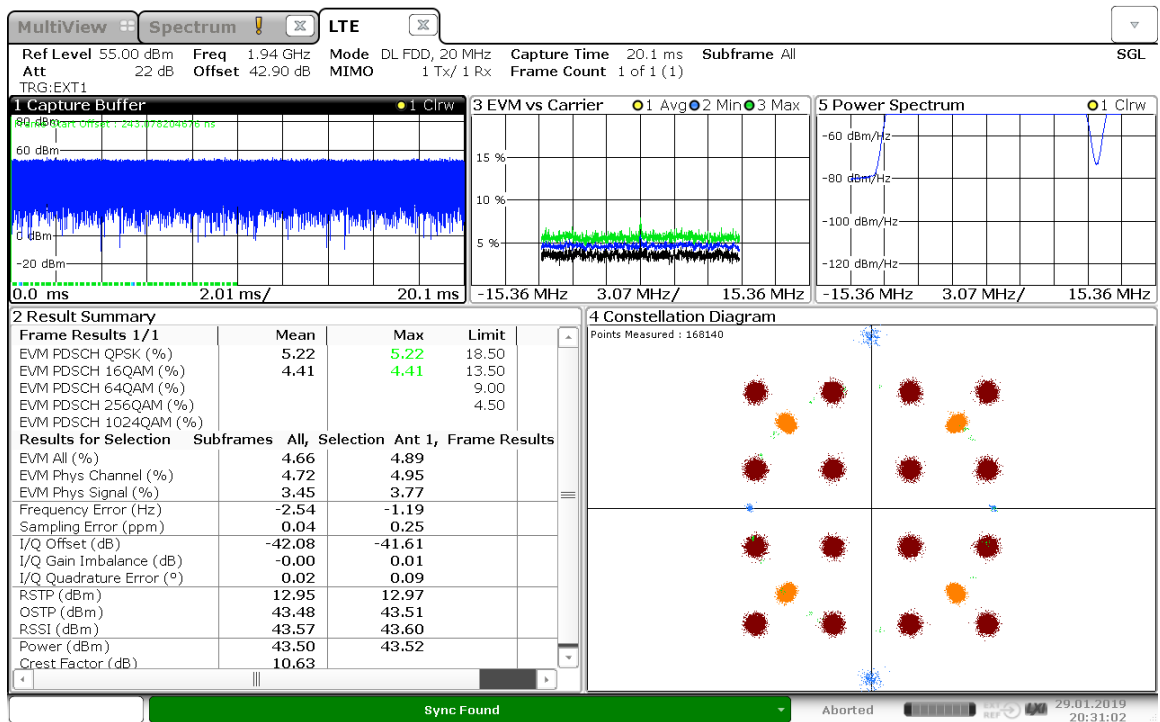 MultiView Spectrum LTE
Ref Level 55.00 dBm Freq 1.94 GHz Mode DL FDD, 20 MHz Capture Time 20.1 ms Subframe All SGL
Att 22 dB Offset 42.90 dB MIMO 1 Tx/ 1 Rx Frame Count 1 of 1 (1)
TRG:EXT1
1 Capture Buffer 1 Clrw
80 dBm
Frame Start Offset :
60 dBm
0 dBm
-20 dBm
0.0 ms 2.01 ms/ 20.1 ms
3 EVM vs Carrier 1 Avg 2 Min 3 Max
15 %
10 %
5 %
-15.36 MHz 3.07 MHz/ 15.36 MHz
5 Power Spectrum 1 Clrw
-60 dBm/Hz
-80 dBm/Hz
-100 dBm/Hz
-120 dBm/Hz
-15.36 MHz 3.07 MHz/ 15.36 MHz
2 Result Summary
Frame Results 1/1 Mean Max Limit
EVM PDSCH QPSK (%) 5.22 5.22 18.50
EVM PDSCH 16QAM (%) 4.41 4.41 13.50
EVM PDSCH 64QAM (%) 9.00
EVM PDSCH 256QAM (%) 4.50
EVM PDSCH 1024QAM (%)
Results for Selection Subframes All, Selection Ant 1, Frame Results
EVM All (%) 4.66 4.89
EVM Phys Channel (%) 4.72 4.95
EVM Phys Signal (%) 3.45 3.77
Frequency Error (Hz) -2.54 -1.19
Sampling Error (ppm) 0.04 0.25
I/Q Offset (dB) -42.08 -41.61
I/Q Gain Imbalance (dB) -0.00 0.01
I/Q Quadrature Error (°) 0.02 0.09
RSTP (dBm) 12.95 12.97
OSTP (dBm) 43.48 43.51
RSSI (dBm) 43.57 43.60
Power (dBm) 43.50 43.52
Crest Factor (dB) 10.63
4 Constellation Diagram
Points Measured : 168140
Sync Found
Aborted
EXT
REF
LXI
29.01.2019
20:31:02